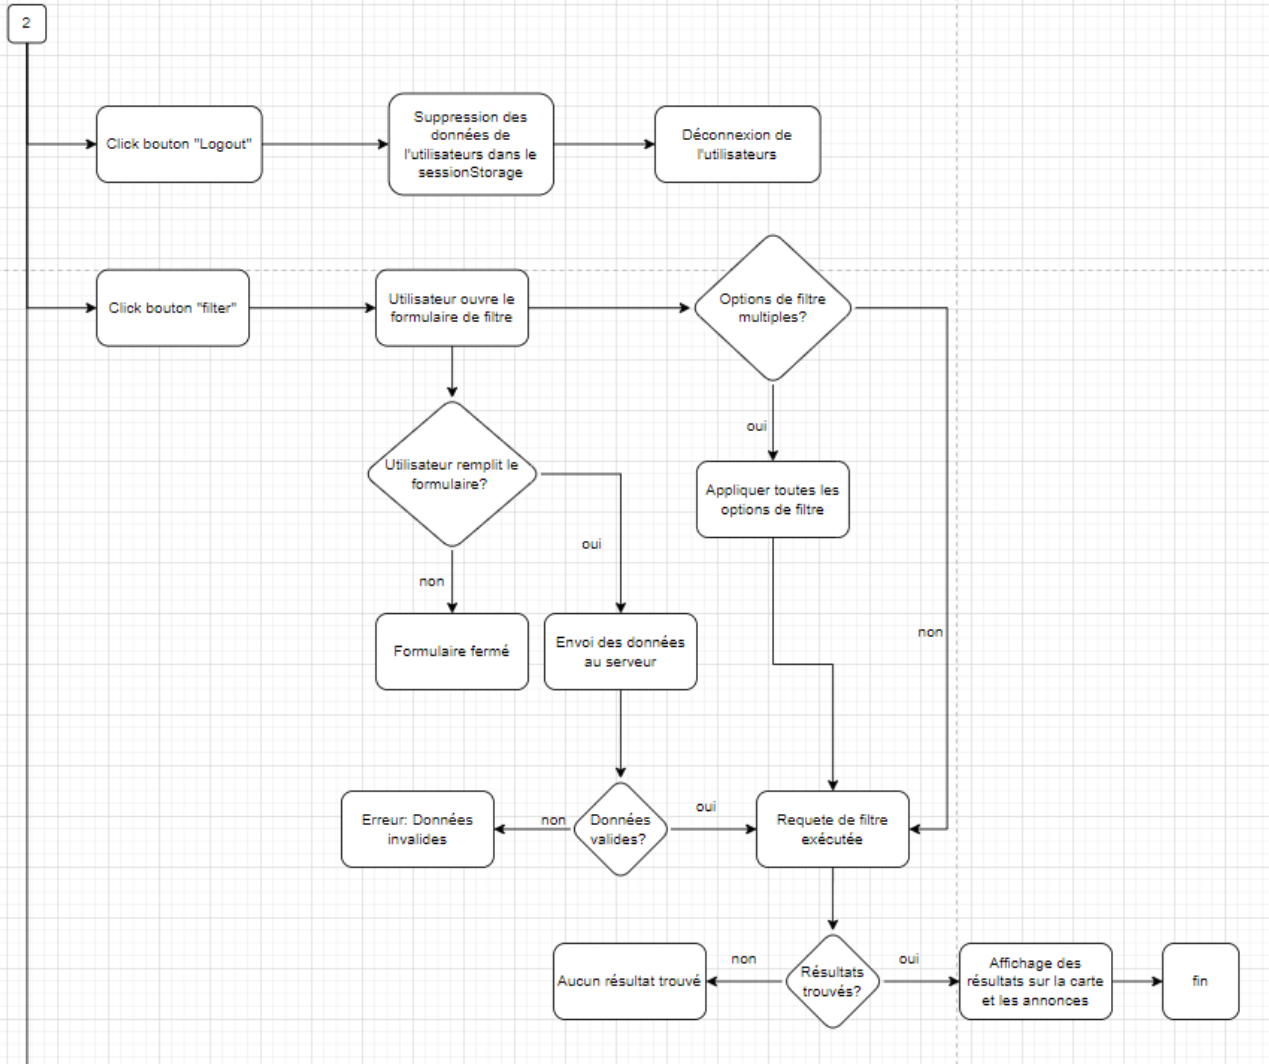 2
Click bouton "Logout"
Suppression des
données de
l'utilisateurs dans le
sessionStorage
Déconnexion de
l'utilisateurs
Click bouton "filter"
Utilisateur ouvre le
formulaire de filtre
Options de filtre
multiples?
oui
Utilisateur remplit le
formulaire?
Appliquer toutes les
options de filtre
oui
non
non
Formulaire fermé
Envoi des données
au serveur
Erreur: Données
invalides
non
Données
valides?
oui
Requete de filtre
exécutée
Aucun résultat trouvé
non
Résultats
trouvés?
oui
Affichage des
résultats sur la carte
et les annonces
fin